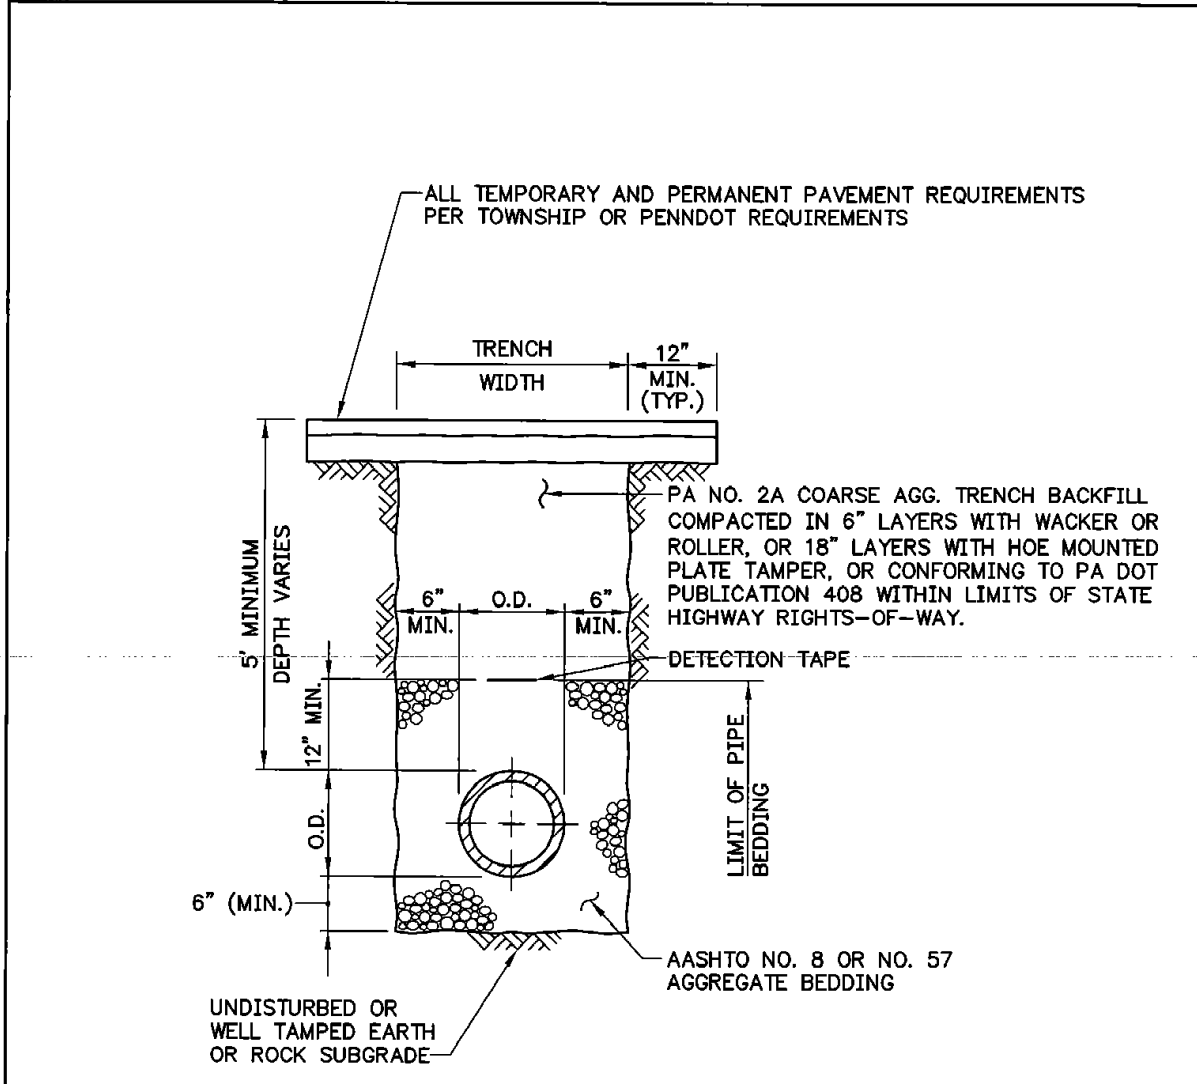 ALL TEMPORARY AND PERMANENT PAVEMENT REQUIREMENTS
PER TOWNSHIP OR PENNDOT REQUIREMENTS
TRENCH
WIDTH
12"
MIN.
(TYP.)
PA NO. 2A COARSE AGG. TRENCH BACKFILL
COMPACTED IN 6" LAYERS WITH WACKER OR
ROLLER, OR 18" LAYERS WITH HOE MOUNTED
PLATE TAMPER, OR CONFORMING TO PA DOT
PUBLICATION 408 WITHIN LIMITS OF STATE
HIGHWAY RIGHTS-OF-WAY.
5' MINIMUM
DEPTH VARIES
6"
MIN.
O.D.
6"
MIN.
DETECTION TAPE
12" MIN.
LIMIT OF PIPE
BEDDING
O.D.
6" (MIN.)
AASHTO NO. 8 OR NO. 57
AGGREGATE BEDDING
UNDISTURBED OR
WELL TAMPED EARTH
OR ROCK SUBGRADE